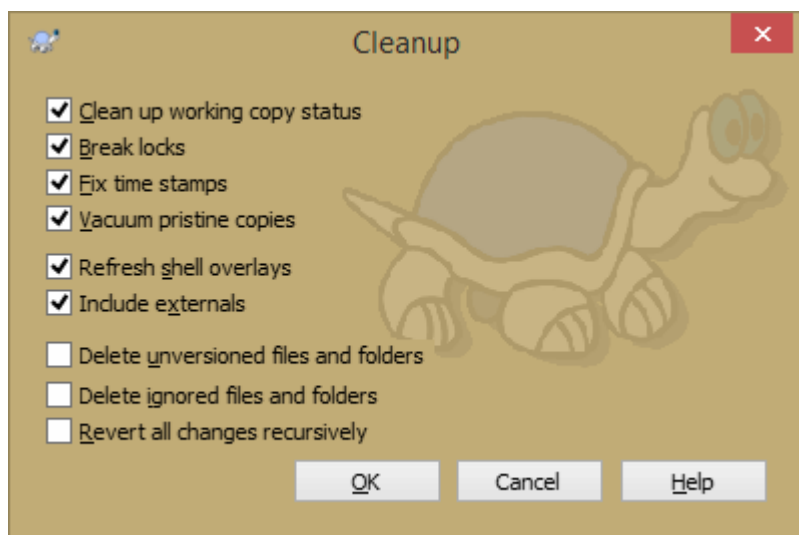 Cleanup
Clean up working copy status
Break locks
Fix time stamps
Vacuum pristine copies
Refresh shell overlays
Include externals
Delete unversioned files and folders
Delete ignored files and folders
Revert all changes recursively
OK Cancel Help